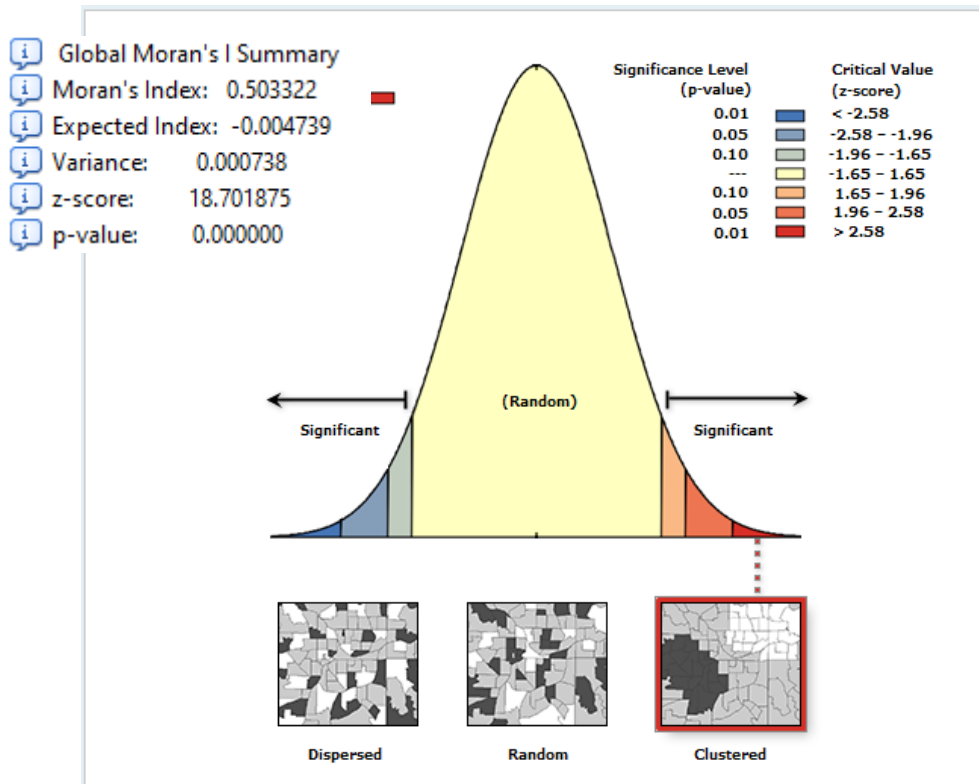 Global Moran's I Summary
Moran's Index: 0.503322
Expected Index: -0.004739
Variance: 0.000738
z-score: 18.701875
p-value: 0.000000
Significance Level Critical Value
(p-value) (z-score)
0.01 < -2.58
0.05 -2.58 – -1.96
0.10 -1.96 – -1.65
--- -1.65 – 1.65
0.10 1.65 – 1.96
0.05 1.96 – 2.58
0.01 > 2.58
(Random)
Significant Significant
Dispersed Random Clustered